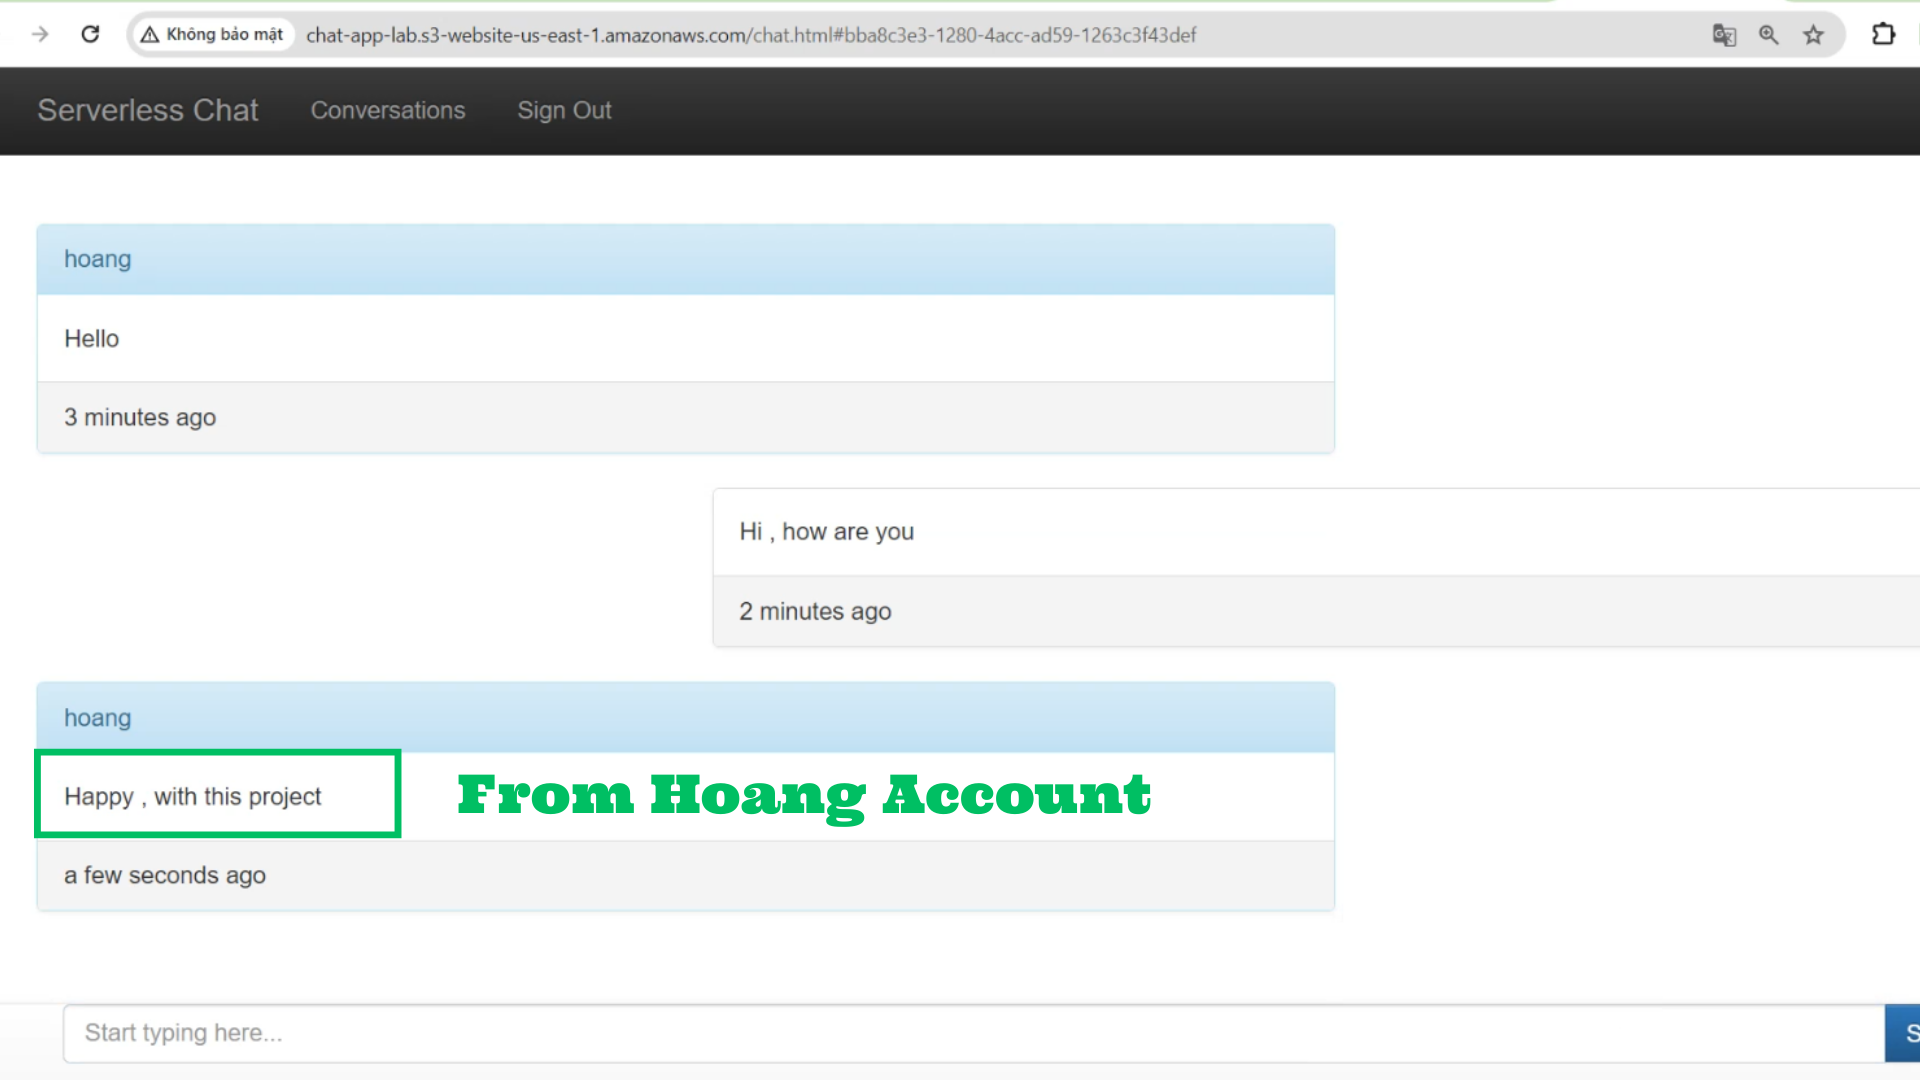 Không bảo mật chat-app-lab.s3-website-us-east-1.amazonaws.com/chat.html#bba8c3e3-1280-4acc-ad59-1263c3f43def
Serverless Chat Conversations Sign Out
hoang
Hello
3 minutes ago
Hi , how are you
2 minutes ago
hoang
Happy , with this project
From Hoang Account
a few seconds ago
Start typing here...
S